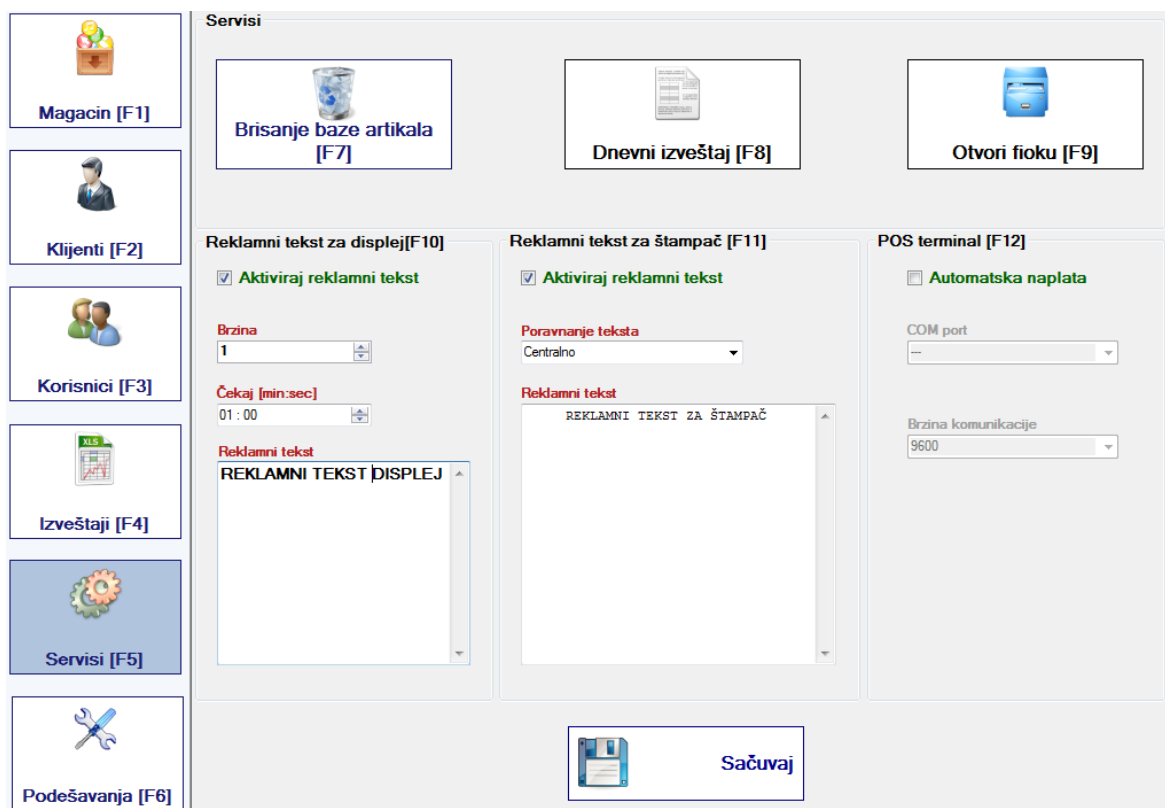 Magacin [F1]
Klijenti [F2]
Korisnici [F3]
XLS
Izveštaji [F4]
Servisi [F5]
Podešavanja [F6]
Servisi
Brisanje baze artikala
[F7]
Dnevni izveštaj [F8]
Otvori fioku [F9]
Reklamni tekst za displej[F10]
Aktiviraj reklamni tekst
Brzina
1
Čekaj [min:sec]
01 : 00
Reklamni tekst
REKLAMNI TEKST DISPLEJ
Reklamni tekst za štampač [F11]
Aktiviraj reklamni tekst
Poravnanje teksta
Centralno
Reklamni tekst
REKLAMNI TEKST ZA ŠTAMPAČ
POS terminal [F12]
Automatska naplata
COM port
---
Brzina komunikacije
9600
Sačuvaj